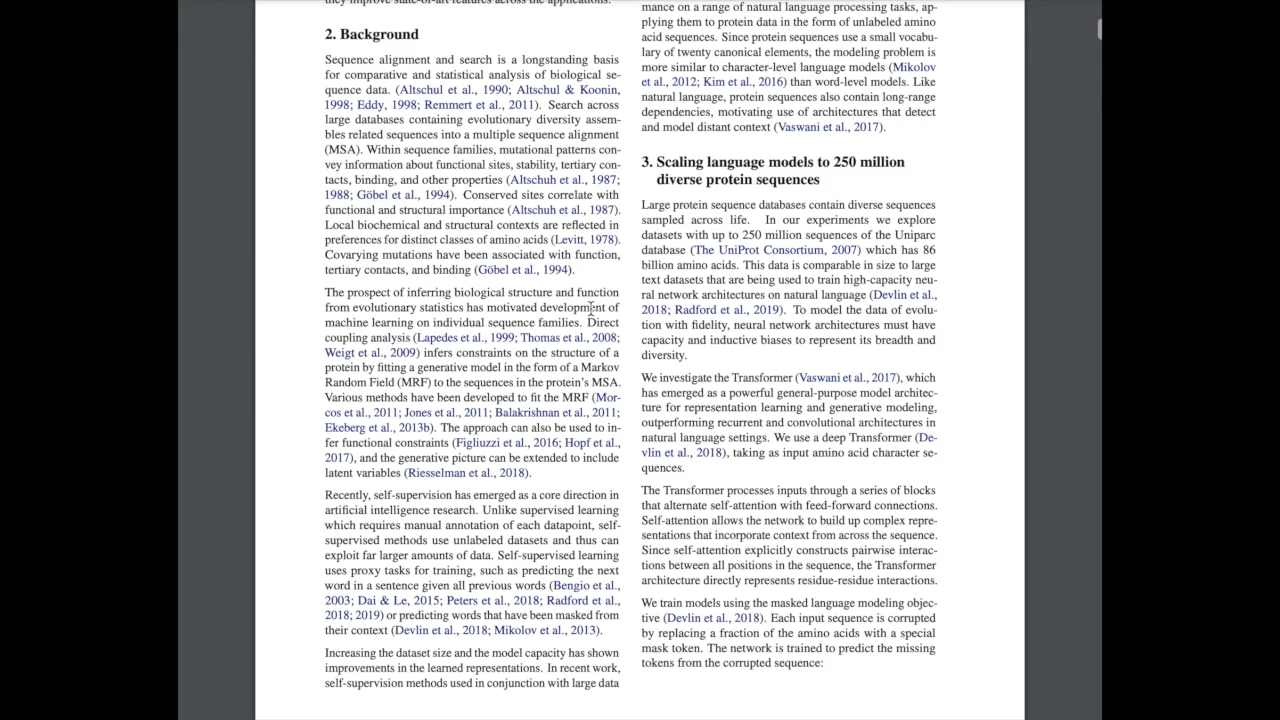 they improve state-of-art features across the applications.
2. Background
Sequence alignment and search is a longstanding basis
for comparative and statistical analysis of biological se-
quence data. (Altschul et al., 1990; Altschul & Koonin,
1998; Eddy, 1998; Remmert et al., 2011). Search across
large databases containing evolutionary diversity assem-
bles related sequences into a multiple sequence alignment
(MSA). Within sequence families, mutational patterns con-
vey information about functional sites, stability, tertiary con-
tacts, binding, and other properties (Altschuh et al., 1987;
1988; Göbel et al., 1994). Conserved sites correlate with
functional and structural importance (Altschuh et al., 1987).
Local biochemical and structural contexts are reflected in
preferences for distinct classes of amino acids (Levitt, 1978).
Covarying mutations have been associated with function,
tertiary contacts, and binding (Göbel et al., 1994).
The prospect of inferring biological structure and function
from evolutionary statistics has motivated development of
machine learning on individual sequence families. Direct
coupling analysis (Lapedes et al., 1999; Thomas et al., 2008;
Weigt et al., 2009) infers constraints on the structure of a
protein by fitting a generative model in the form of a Markov
Random Field (MRF) to the sequences in the protein's MSA.
Various methods have been developed to fit the MRF (Mor-
cos et al., 2011; Jones et al., 2011; Balakrishnan et al., 2011;
Ekeberg et al., 2013b). The approach can also be used to in-
fer functional constraints (Figliuzzi et al., 2016; Hopf et al.,
2017), and the generative picture can be extended to include
latent variables (Riesselman et al., 2018).
Recently, self-supervision has emerged as a core direction in
artificial intelligence research. Unlike supervised learning
which requires manual annotation of each datapoint, self-
supervised methods use unlabeled datasets and thus can
exploit far larger amounts of data. Self-supervised learning
uses proxy tasks for training, such as predicting the next
word in a sentence given all previous words (Bengio et al.,
2003; Dai & Le, 2015; Peters et al., 2018; Radford et al.,
2018; 2019) or predicting words that have been masked from
their context (Devlin et al., 2018; Mikolov et al., 2013).
Increasing the dataset size and the model capacity has shown
improvements in the learned representations. In recent work,
self-supervision methods used in conjunction with large data
mance on a range of natural language processing tasks, ap-
plying them to protein data in the form of unlabeled amino
acid sequences. Since protein sequences use a small vocabu-
lary of twenty canonical elements, the modeling problem is
more similar to character-level language models (Mikolov
et al., 2012; Kim et al., 2016) than word-level models. Like
natural language, protein sequences also contain long-range
dependencies, motivating use of architectures that detect
and model distant context (Vaswani et al., 2017).
3. Scaling language models to 250 million
diverse protein sequences
Large protein sequence databases contain diverse sequences
sampled across life. In our experiments we explore
datasets with up to 250 million sequences of the Uniparc
database (The UniProt Consortium, 2007) which has 86
billion amino acids. This data is comparable in size to large
text datasets that are being used to train high-capacity neu-
ral network architectures on natural language (Devlin et al.,
2018; Radford et al., 2019). To model the data of evolu-
tion with fidelity, neural network architectures must have
capacity and inductive biases to represent its breadth and
diversity.
We investigate the Transformer (Vaswani et al., 2017), which
has emerged as a powerful general-purpose model architec-
ture for representation learning and generative modeling,
outperforming recurrent and convolutional architectures in
natural language settings. We use a deep Transformer (De-
vlin et al., 2018), taking as input amino acid character se-
quences.
The Transformer processes inputs through a series of blocks
that alternate self-attention with feed-forward connections.
Self-attention allows the network to build up complex repre-
sentations that incorporate context from across the sequence.
Since self-attention explicitly constructs pairwise interac-
tions between all positions in the sequence, the Transformer
architecture directly represents residue-residue interactions.
We train models using the masked language modeling objec-
tive (Devlin et al., 2018). Each input sequence is corrupted
by replacing a fraction of the amino acids with a special
mask token. The network is trained to predict the missing
tokens from the corrupted sequence: